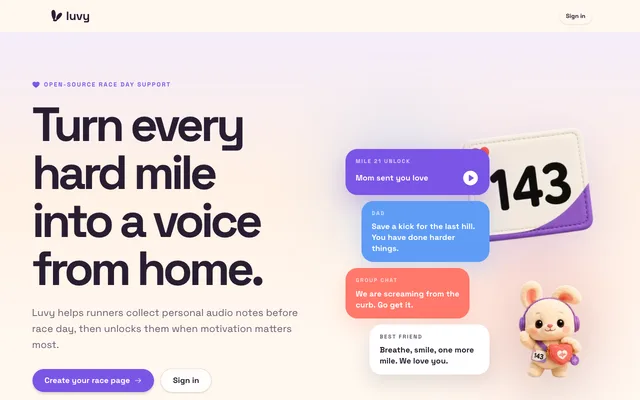 luvy
Sign in
OPEN-SOURCE RACE DAY SUPPORT
Turn every
hard mile
into a voice
from home.
Luvy helps runners collect personal audio notes before
race day, then unlocks them when motivation matters
most.
Create your race page →
Sign in
MILE 21 UNLOCK
Mom sent you love
143
DAD
Save a kick for the last hill.
You have done harder
things.
GROUP CHAT
We are screaming from the
curb. Go get it.
BEST FRIEND
Breathe, smile, one more
mile. We love you.
143